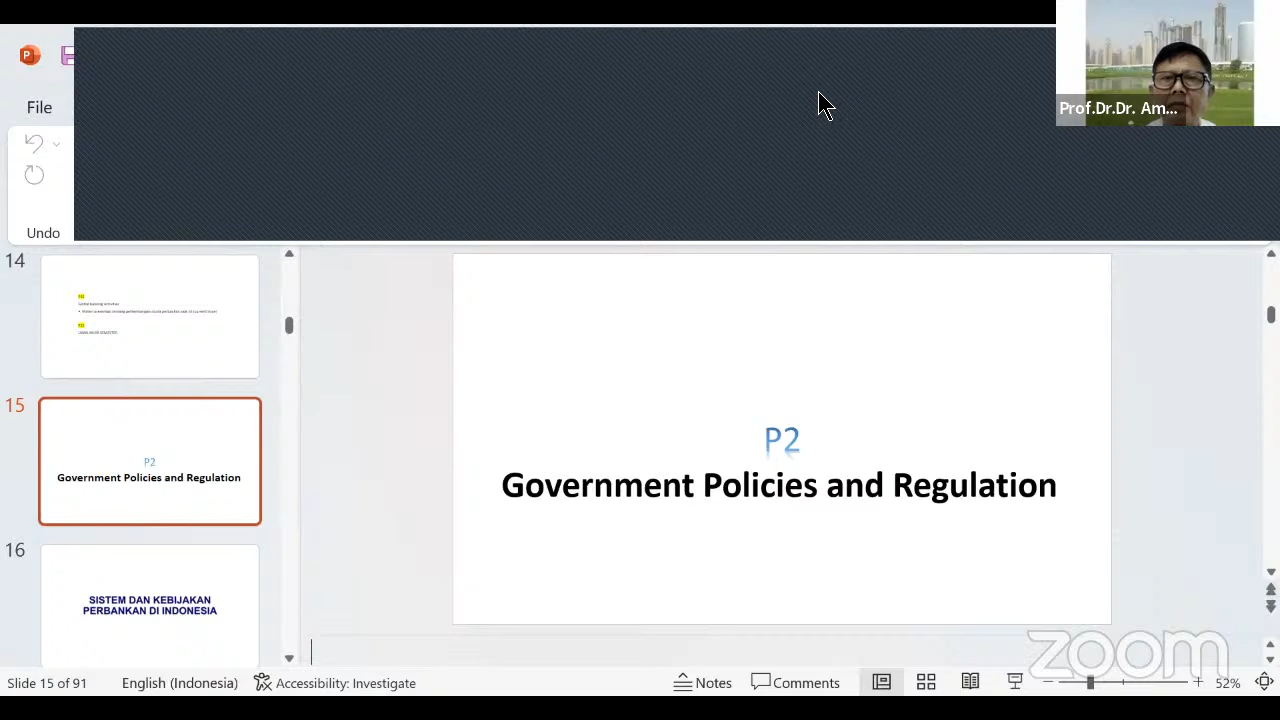 P
Prof.Dr.Dr. Am...
File
Undo
14
15
P2
Government Policies and Regulation
16
SISTEM DAN KEBIJAKAN
PERBANKAN DI INDONESIA
P2
Government Policies and Regulation
zoom
Slide 15 of 91
English (Indonesia)
Accessibility: Investigate
Notes
Comments
52%